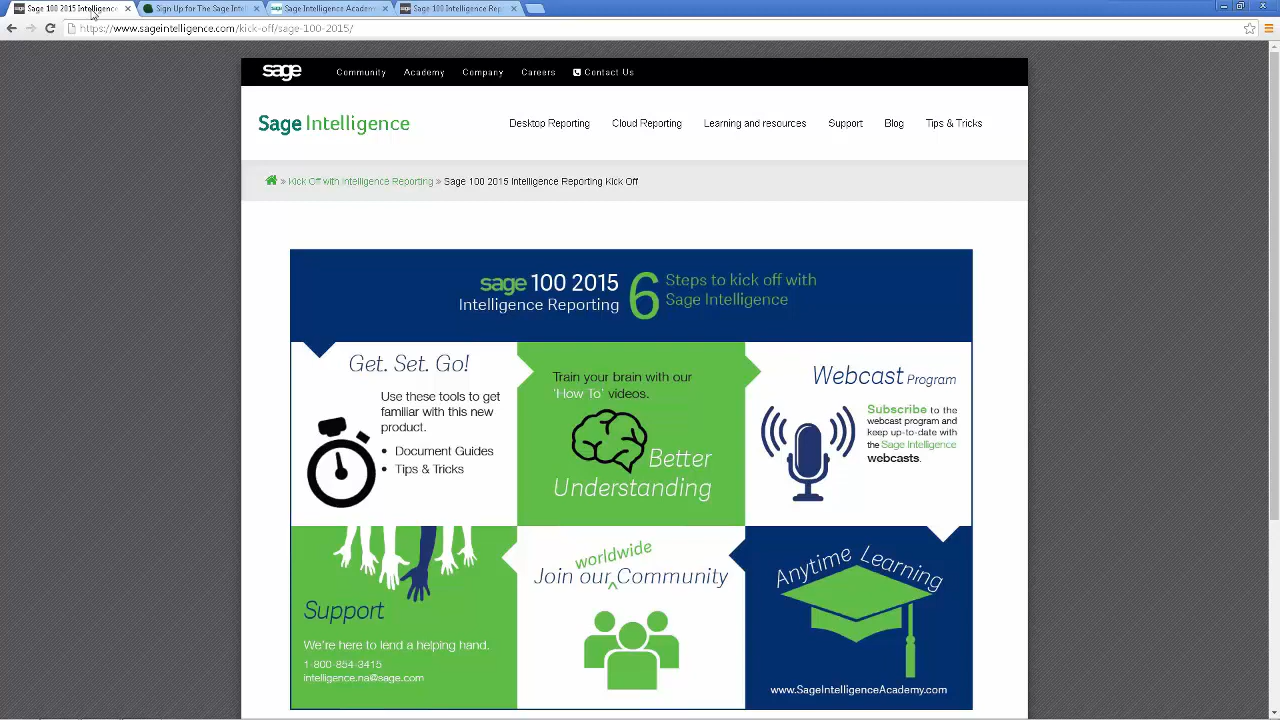 Sage 100 2015 Intelligenc
Sign Up for The Sage Intelli
Sage Intelligence Academy
Sage 100 Intelligence Rep
https://www.sageintelligence.com/kick-off/sage-100-2015/
sage
Community Academy Company Careers Contact Us
Sage Intelligence
Desktop Reporting Cloud Reporting Learning and resources Support Blog Tips & Tricks
» Kick Off with Intelligence Reporting » Sage 100 2015 Intelligence Reporting Kick Off
sage 100 2015
Intelligence Reporting
6
Steps to kick off with
Sage Intelligence
Get. Set. Go!
Use these tools to get
familiar with this new
product.
• Document Guides
• Tips & Tricks
Train your brain with our
'How To' videos.
Better
Understanding
Webcast Program
Subscribe to the
webcast program and
keep up-to-date with
the Sage Intelligence
webcasts.
Support
We're here to lend a helping hand.
1-800-854-3415
intelligence.na@sage.com
worldwide
Join our Community
Anytime Learning
www.SageIntelligenceAcademy.com